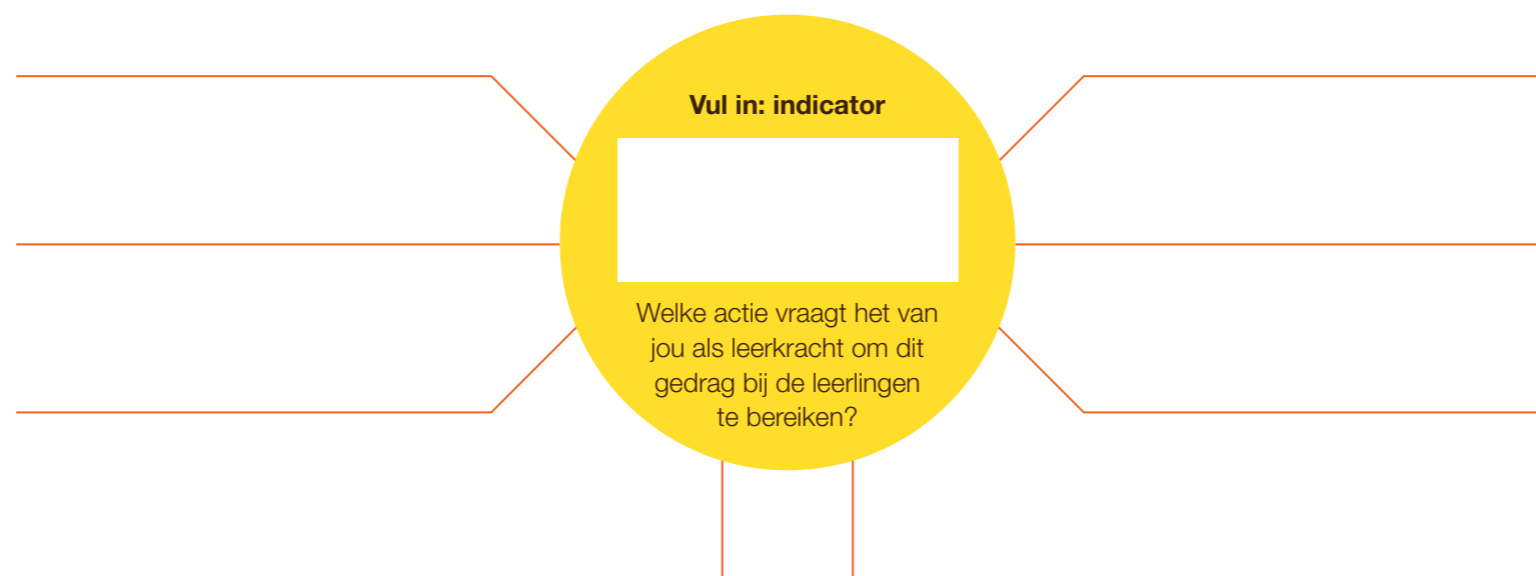 Vul in: indicator
Welke actie vraagt het van
jou als leerkracht om dit
gedrag bij de leerlingen
te bereiken?